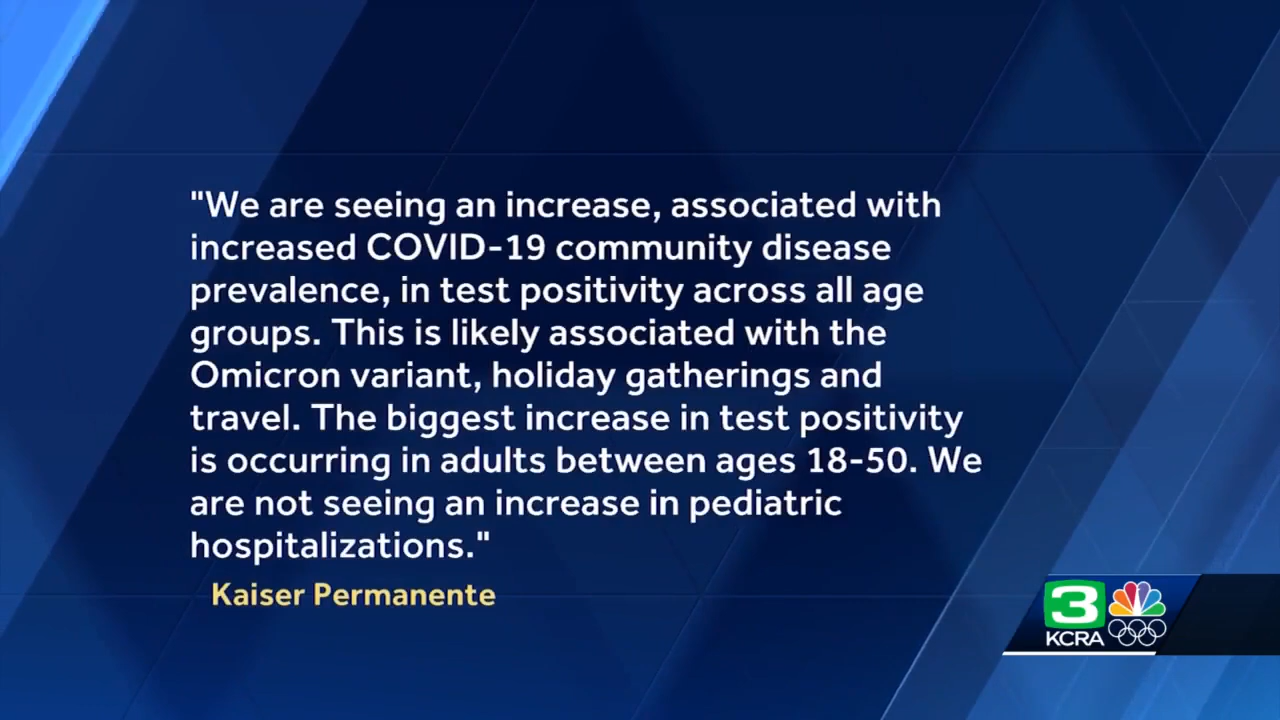 "We are seeing an increase, associated with
increased COVID-19 community disease
prevalence, in test positivity across all age
groups. This is likely associated with the
Omicron variant, holiday gatherings and
travel. The biggest increase in test positivity
is occurring in adults between ages 18-50. We
are not seeing an increase in pediatric
hospitalizations."
Kaiser Permanente
3
KCRA